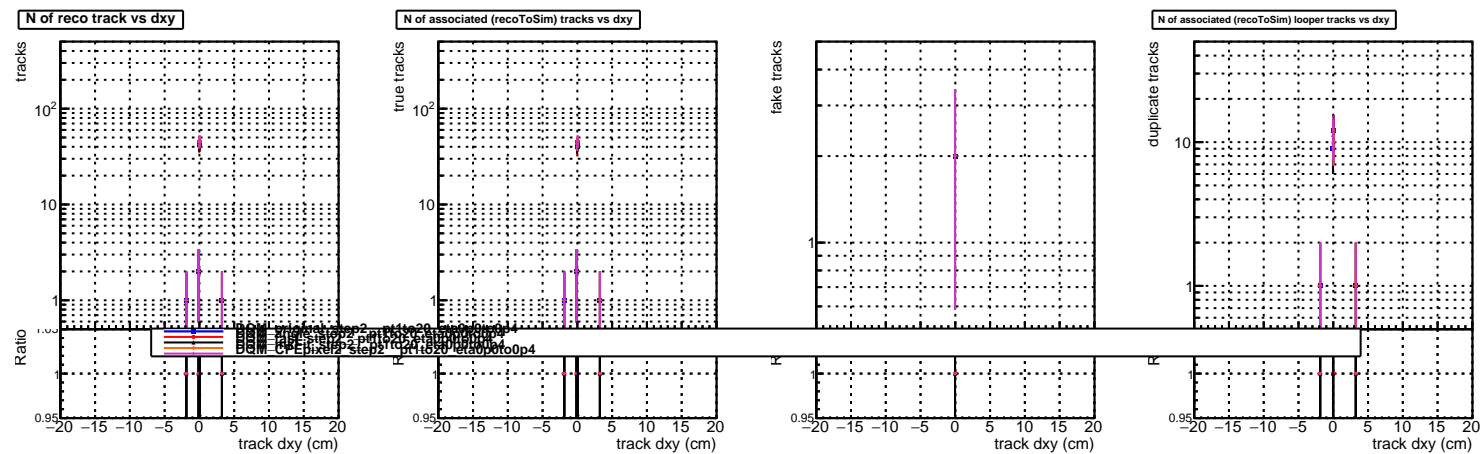 N of reco track vs dxy
N of associated (recoToSim) tracks vs dxy
N of associated (recoToSim) looper tracks vs dxy
tracks
10²
10
1
Ratio
1
0.95
−20 −15 −10 −5 0 5 10 15 20
track dxy (cm)
true tracks
10²
10
1
1
0.95
−20 −15 −10 −5 0 5 10 15 20
track dxy (cm)
fake tracks
1
1
0.95
−20 −15 −10 −5 0 5 10 15 20
track dxy (cm)
duplicate tracks
10
1
1
0.95
−20 −15 −10 −5 0 5 10 15 20
track dxy (cm)
DQM_CPEpixel2_step2 pt1to20_eta0p0to0p4